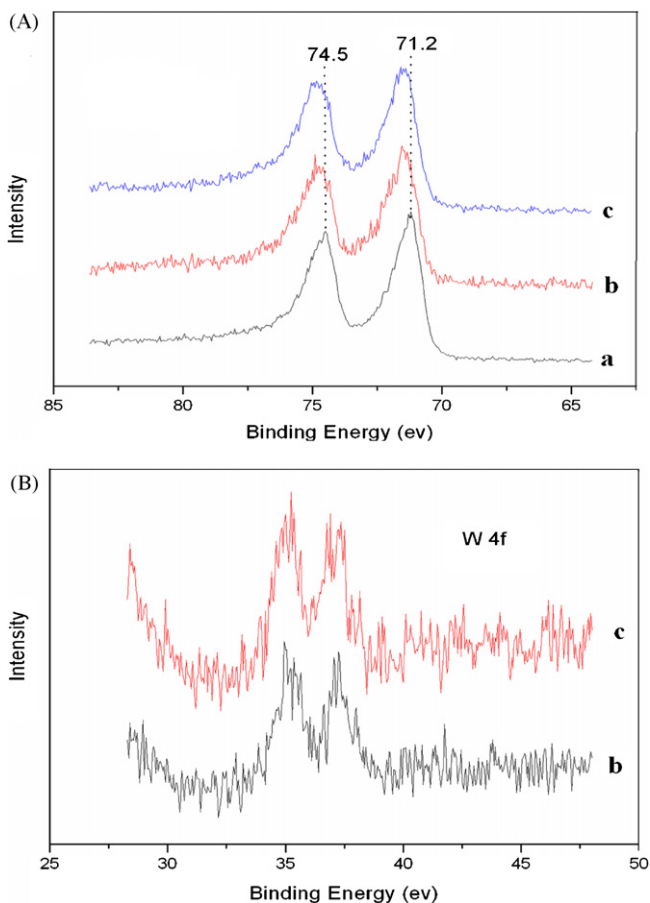 (A)
74.5
71.2
c
b
a
Intensity
85
80
75
70
65
Binding Energy (ev)
(B)
W 4f
c
b
Intensity
25
30
35
40
45
50
Binding Energy (ev)